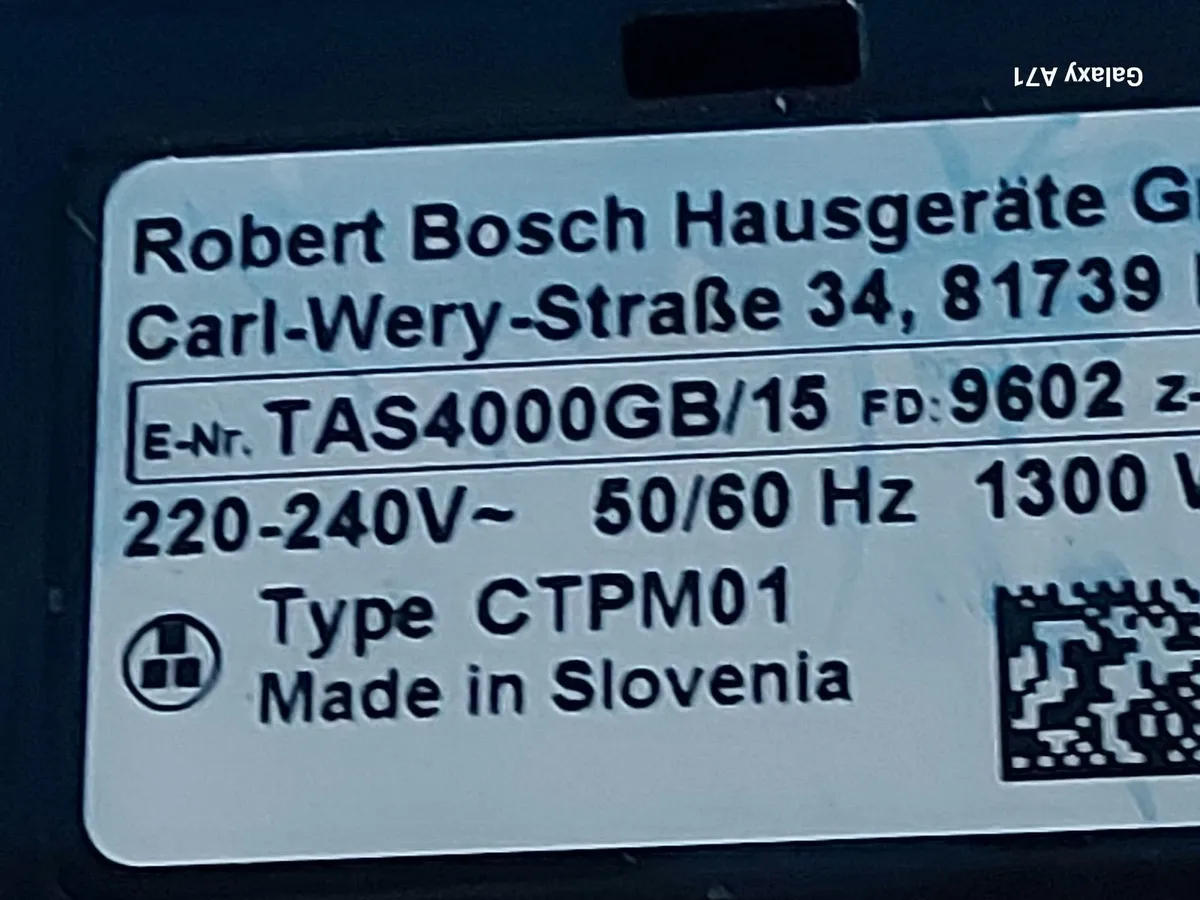 Galaxy A71
Robert Bosch Hausgeräte G
Carl-Wery-Straße 34, 81739
E-Nr. TAS4000GB/15 FD: 9602 z-
220-240V~ 50/60 Hz 1300 W
Type CTPM01
Made in Slovenia